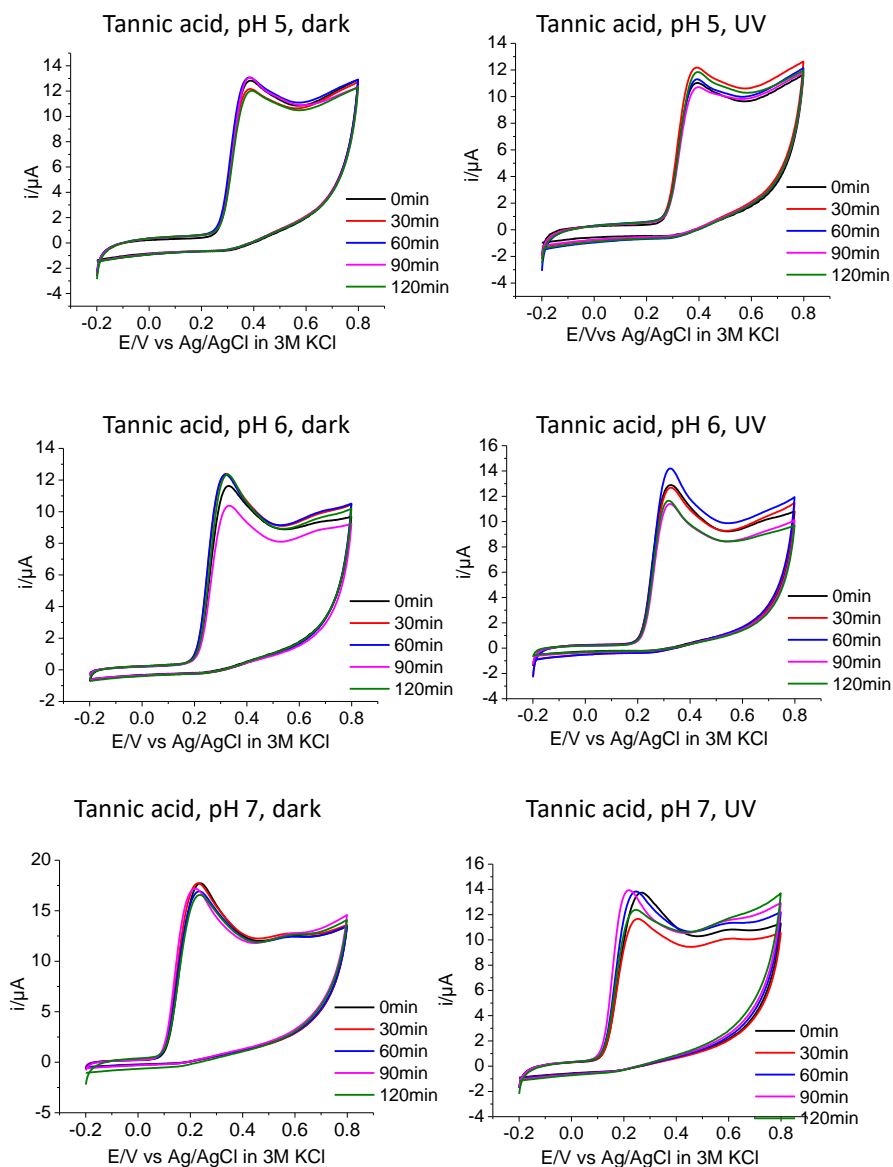 Tannic acid, pH 5, dark
14
12
10
8
6
4
2
0
-2
-4
i/µA
0min
30min
60min
90min
120min
-0.2 0.0 0.2 0.4 0.6 0.8
E/V vs Ag/AgCl in 3M KCl
Tannic acid, pH 5, UV
14
12
10
8
6
4
2
0
-2
-4
i/µA
0min
30min
60min
90min
120min
-0.2 0.0 0.2 0.4 0.6 0.8
E/Vvs Ag/AgCl in 3M KCl
Tannic acid, pH 6, dark
14
12
10
8
6
4
2
0
-2
i/µA
0min
30min
60min
90min
120min
-0.2 0.0 0.2 0.4 0.6 0.8
E/V vs Ag/AgCl in 3M KCl
Tannic acid, pH 6, UV
16
14
12
10
8
6
4
2
0
-2
-4
i/µA
0min
30min
60min
90min
120min
-0.2 0.0 0.2 0.4 0.6 0.8
E/V vs Ag/AgCl in 3M KCl
Tannic acid, pH 7, dark
20
15
10
5
0
-5
i/µA
0min
30min
60min
90min
120min
-0.2 0.0 0.2 0.4 0.6 0.8
E/V vs Ag/AgCl in 3M KCl
Tannic acid, pH 7, UV
16
14
12
10
8
6
4
2
0
-2
-4
i/µA
0min
30min
60min
90min
120min
-0.2 0.0 0.2 0.4 0.6 0.8
E/V vs Ag/AgCl in 3M KCl